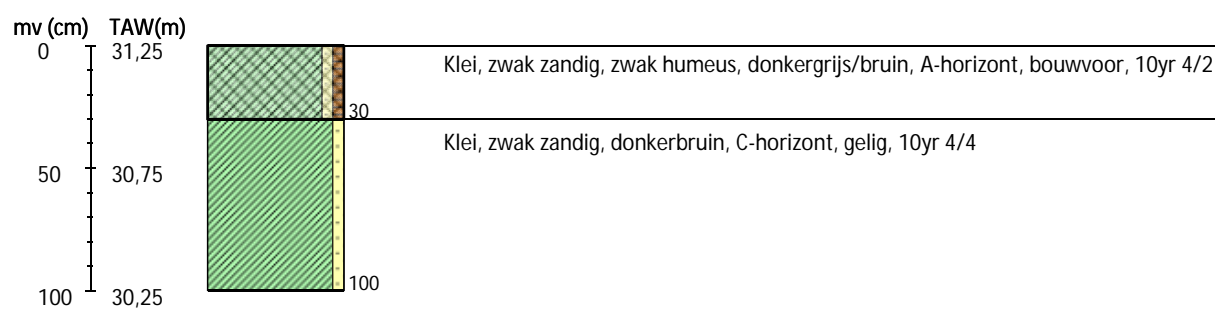 mv (cm) TAW(m)
0 31,25
Klei, zwak zandig, zwak humeus, donkergrijs/bruin, A-horizont, bouwvoor, 10yr 4/2
30
Klei, zwak zandig, donkerbruin, C-horizont, gelig, 10yr 4/4
50 30,75
100
100 30,25